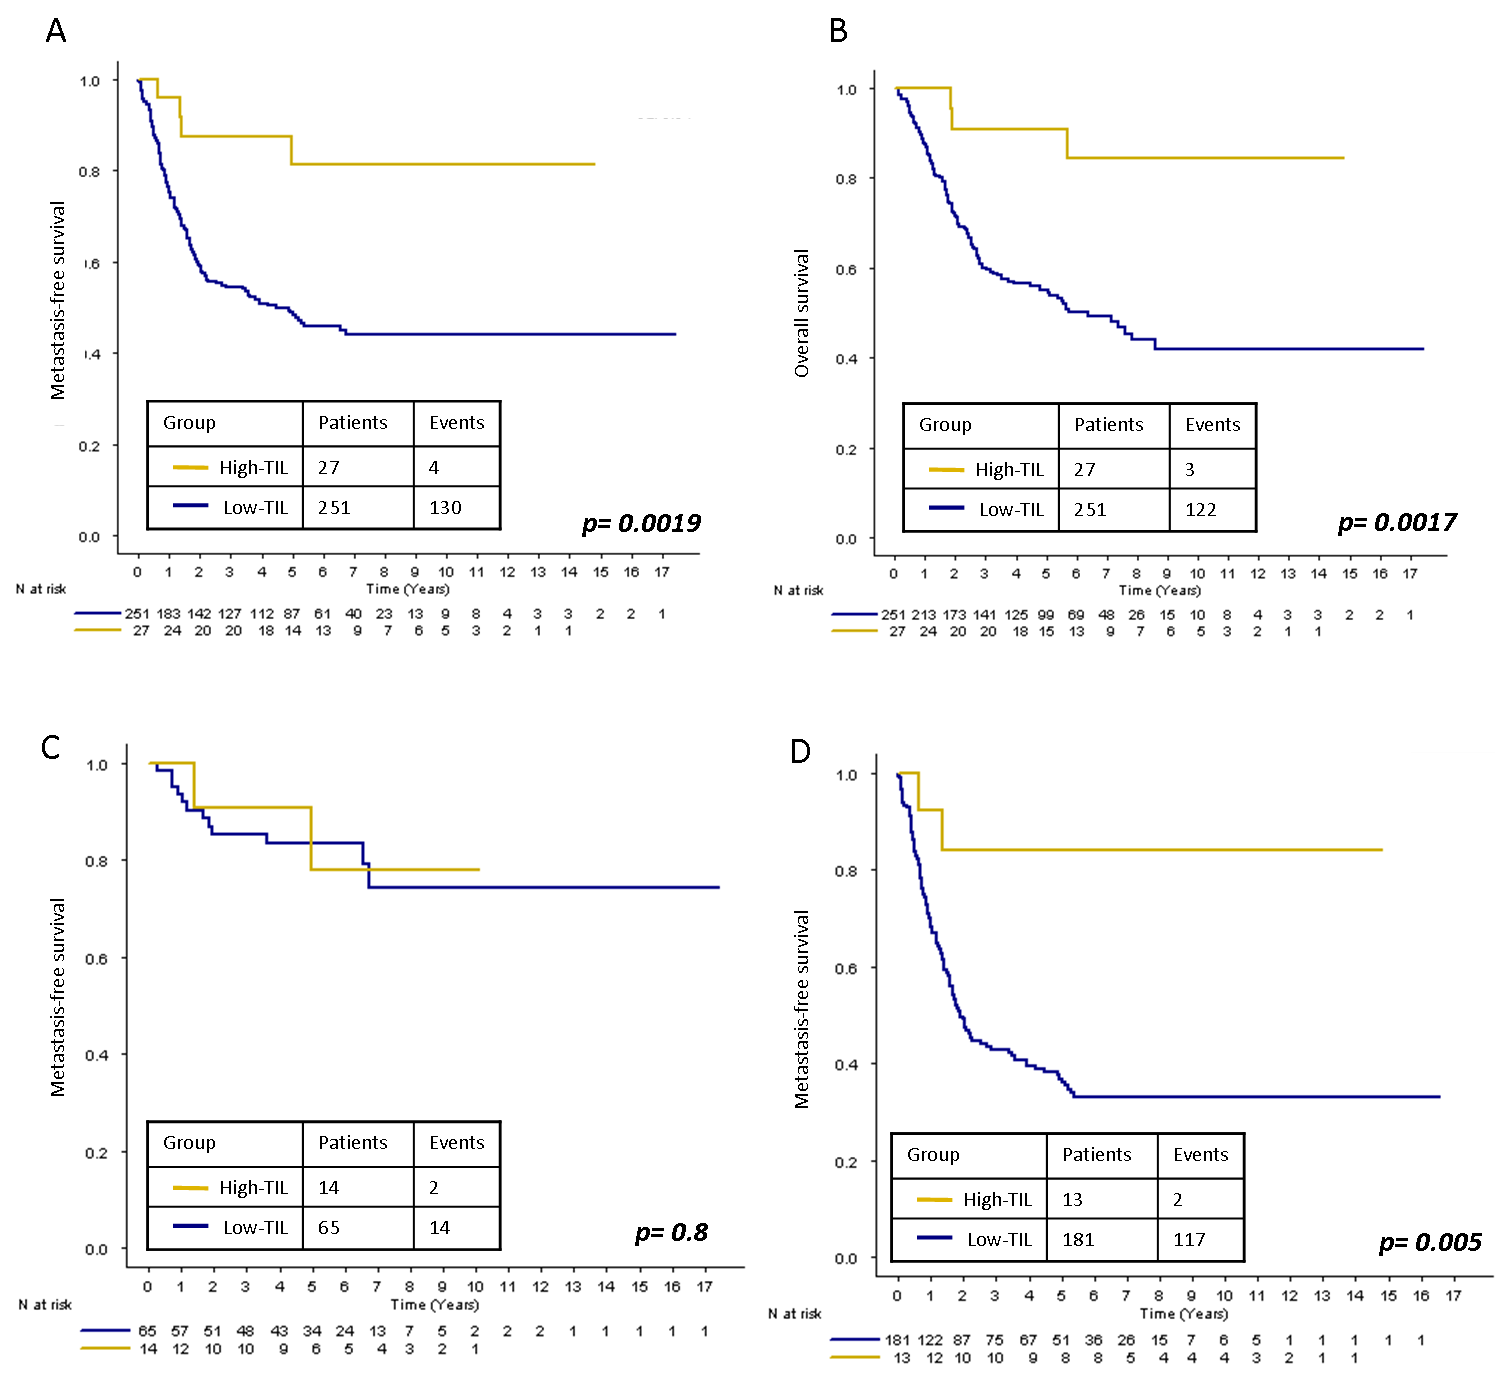 A
Metastasis-free survival
1.0
0.8
0.6
0.4
0.2
0.0
Group Patients Events
High-TIL 27 4
Low-TIL 251 130
p= 0.0019
0 1 2 3 4 5 6 7 8 9 10 11 12 13 14 15 16 17
N at risk
Time (Years)
251 183 142 127 112 87 61 40 23 13 9 8 4 3 3 2 2 1
27 24 20 20 18 14 13 9 7 6 5 3 2 1 1
B
Overall survival
1.0
0.8
0.6
0.4
0.2
0.0
Group Patients Events
High-TIL 27 3
Low-TIL 251 122
p= 0.0017
0 1 2 3 4 5 6 7 8 9 10 11 12 13 14 15 16 17
N at risk
Time (Years)
251 213 173 141 125 99 69 48 26 15 10 8 4 3 3 2 2 1
27 24 20 20 18 15 13 9 7 6 5 3 2 1 1
C
Metastasis-free survival
1.0
0.8
0.6
0.4
0.2
0.0
Group Patients Events
High-TIL 14 2
Low-TIL 65 14
p= 0.8
0 1 2 3 4 5 6 7 8 9 10 11 12 13 14 15 16 17
N at risk
Time (Years)
65 57 51 48 43 34 24 13 7 5 2 2 2 1 1 1 1 1
14 12 10 10 9 6 5 4 3 2 1
D
Metastasis-free survival
1.0
0.8
0.6
0.4
0.2
0.0
Group Patients Events
High-TIL 13 2
Low-TIL 181 117
p= 0.005
0 1 2 3 4 5 6 7 8 9 10 11 12 13 14 15 16 17
N at risk
Time (Years)
181 122 87 75 67 51 36 26 15 7 6 5 1 1 1 1 1
13 12 10 10 9 8 8 5 4 4 4 3 2 1 1